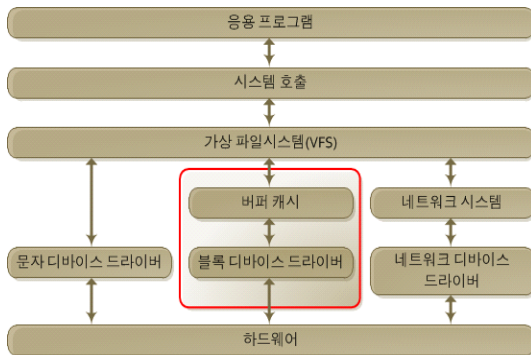 응용 프로그램
시스템 호출
가상 파일시스템(VFS)
버퍼 캐시
네트워크 시스템
문자 디바이스 드라이버
블록 디바이스 드라이버
네트워크 디바이스
드라이버
하드웨어